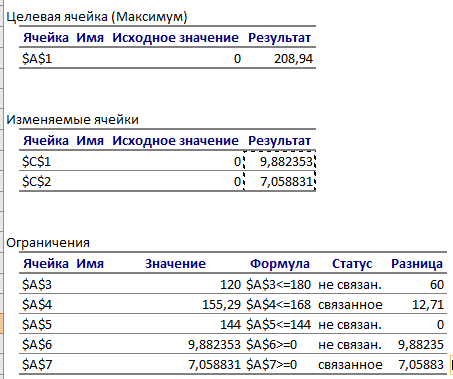 Целевая ячейка (Максимум)
Ячейка Имя Исходное значение Результат
$A$1 0 208,94
Изменяемые ячейки
Ячейка Имя Исходное значение Результат
$C$1 0 9,882353
$C$2 0 7,058831
Ограничения
Ячейка Имя Значение Формула Статус Разница
$A$3 120 $A$3<=180 не связан. 60
$A$4 155,29 $A$4<=168 связанное 12,71
$A$5 144 $A$5<=144 не связан. 0
$A$6 9,882353 $A$6>=0 не связан. 9,88235
$A$7 7,058831 $A$7>=0 связанное 7,05883